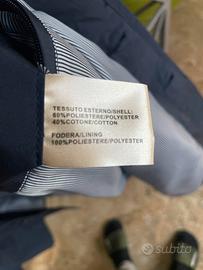 TESSUTO ESTERNO/SHELL:
60%POLIESTERE/POLYESTER
40%COTONE/COTTON
FODERA/LINING
100%POLIESTERE/POLYESTER
subito